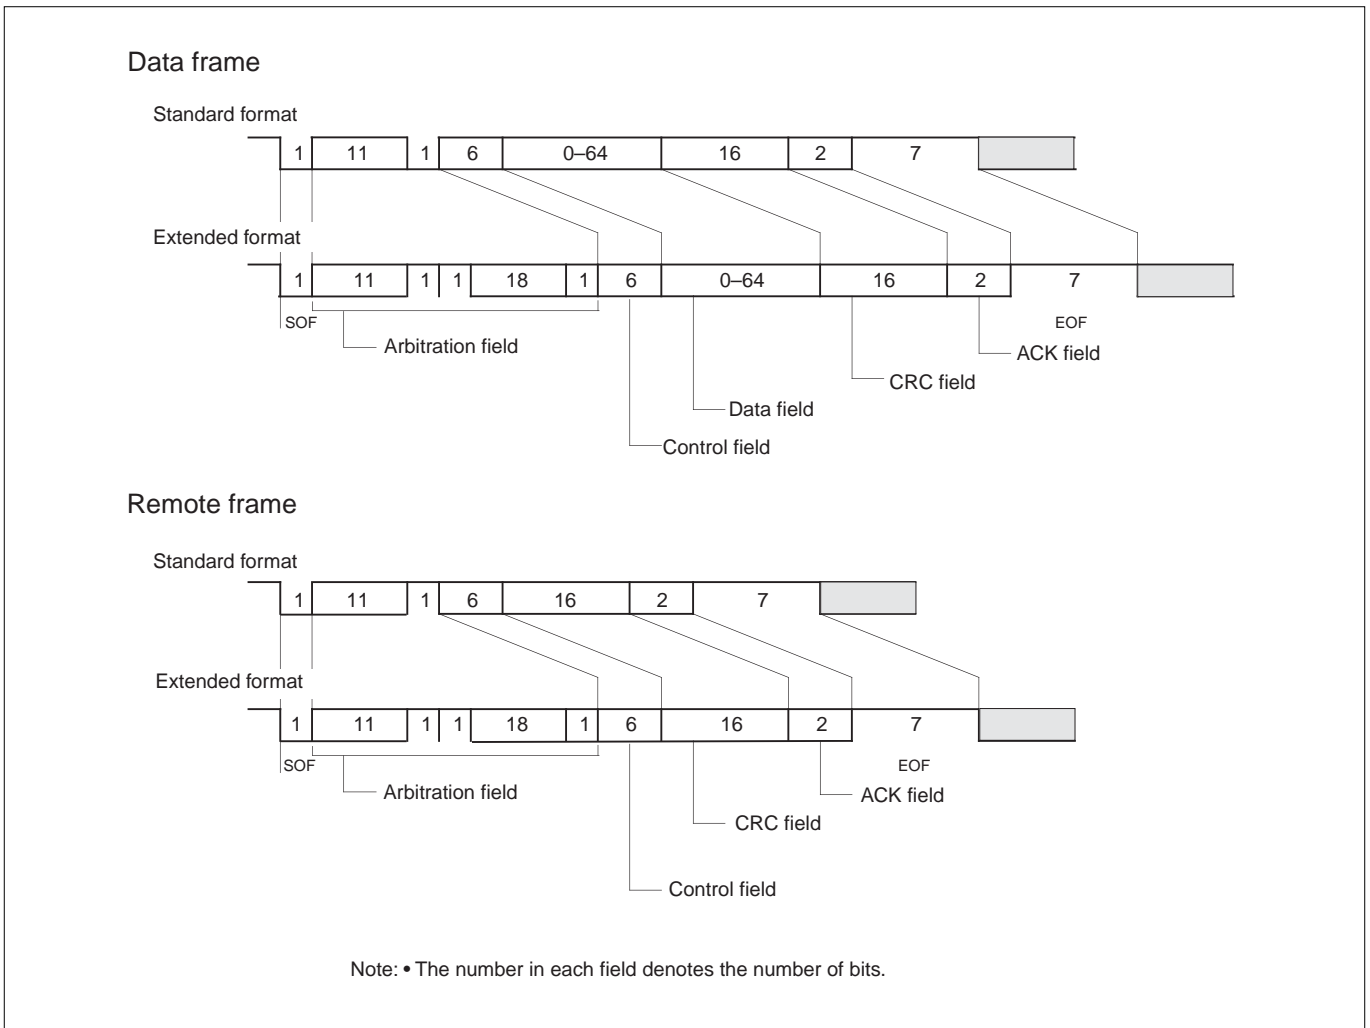 Data frame
Standard format
1 11 1 6 0–64 16 2 7
Extended format
1 11 1 1 18 1 6 0–64 16 2 7
SOF EOF
Arbitration field ACK field
CRC field
Data field
Control field
Remote frame
Standard format
1 11 1 6 16 2 7
Extended format
1 11 1 1 18 1 6 16 2 7
SOF EOF
Arbitration field ACK field
CRC field
Control field
Note: • The number in each field denotes the number of bits.